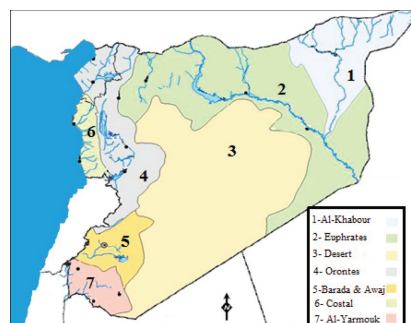 1
2
3
6
4
5
7
1-Al-Khabour
2- Euphrates
3- Desert
4- Orontes
5-Barada & Awaj
6- Costal
7- Al-Yarmouk